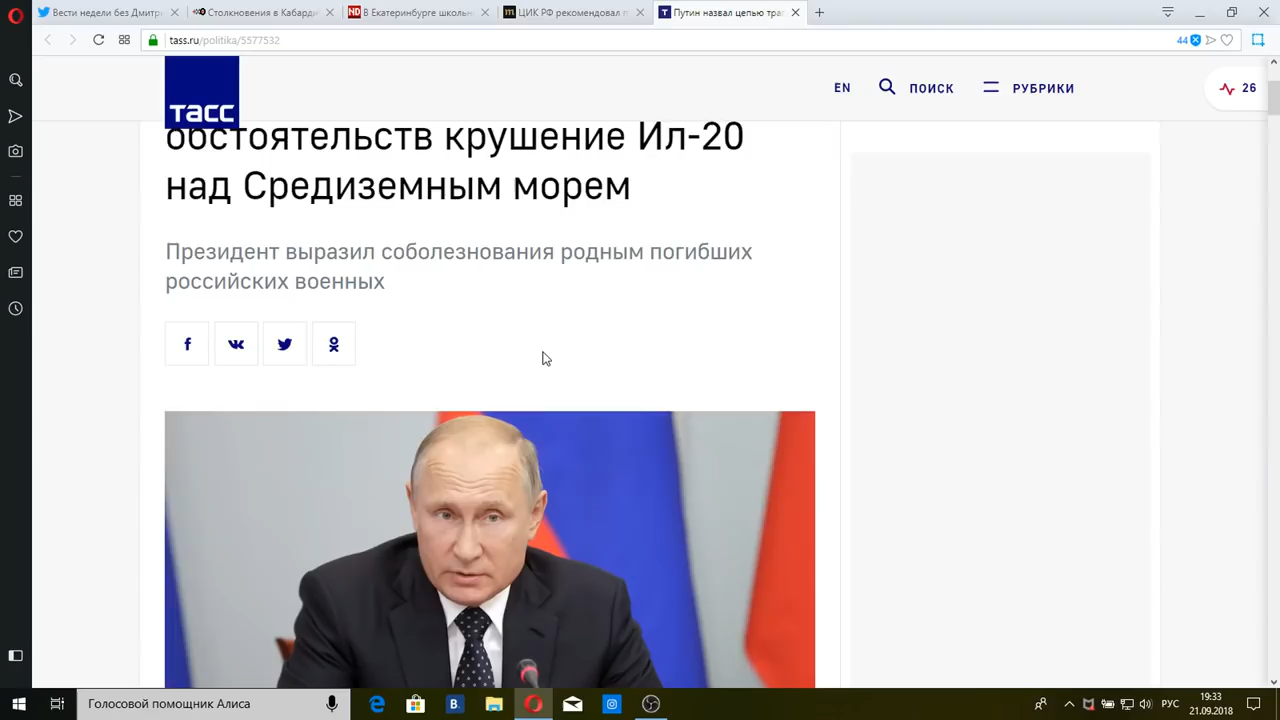 Вести недели без Дмитр
Столкновения в Кабарди
В Екатеринбурге школь
ЦИК РФ рекомендовал п
Путин назвал цепью тра
tass.ru/politika/5577532
44
ТАСС
EN
ПОИСК
РУБРИКИ
26
обстоятельств крушение Ил-20
над Средиземным морем
Президент выразил соболезнования родным погибших
российских военных
Голосовой помощник Алиса
РУС
19:33
21.09.2018